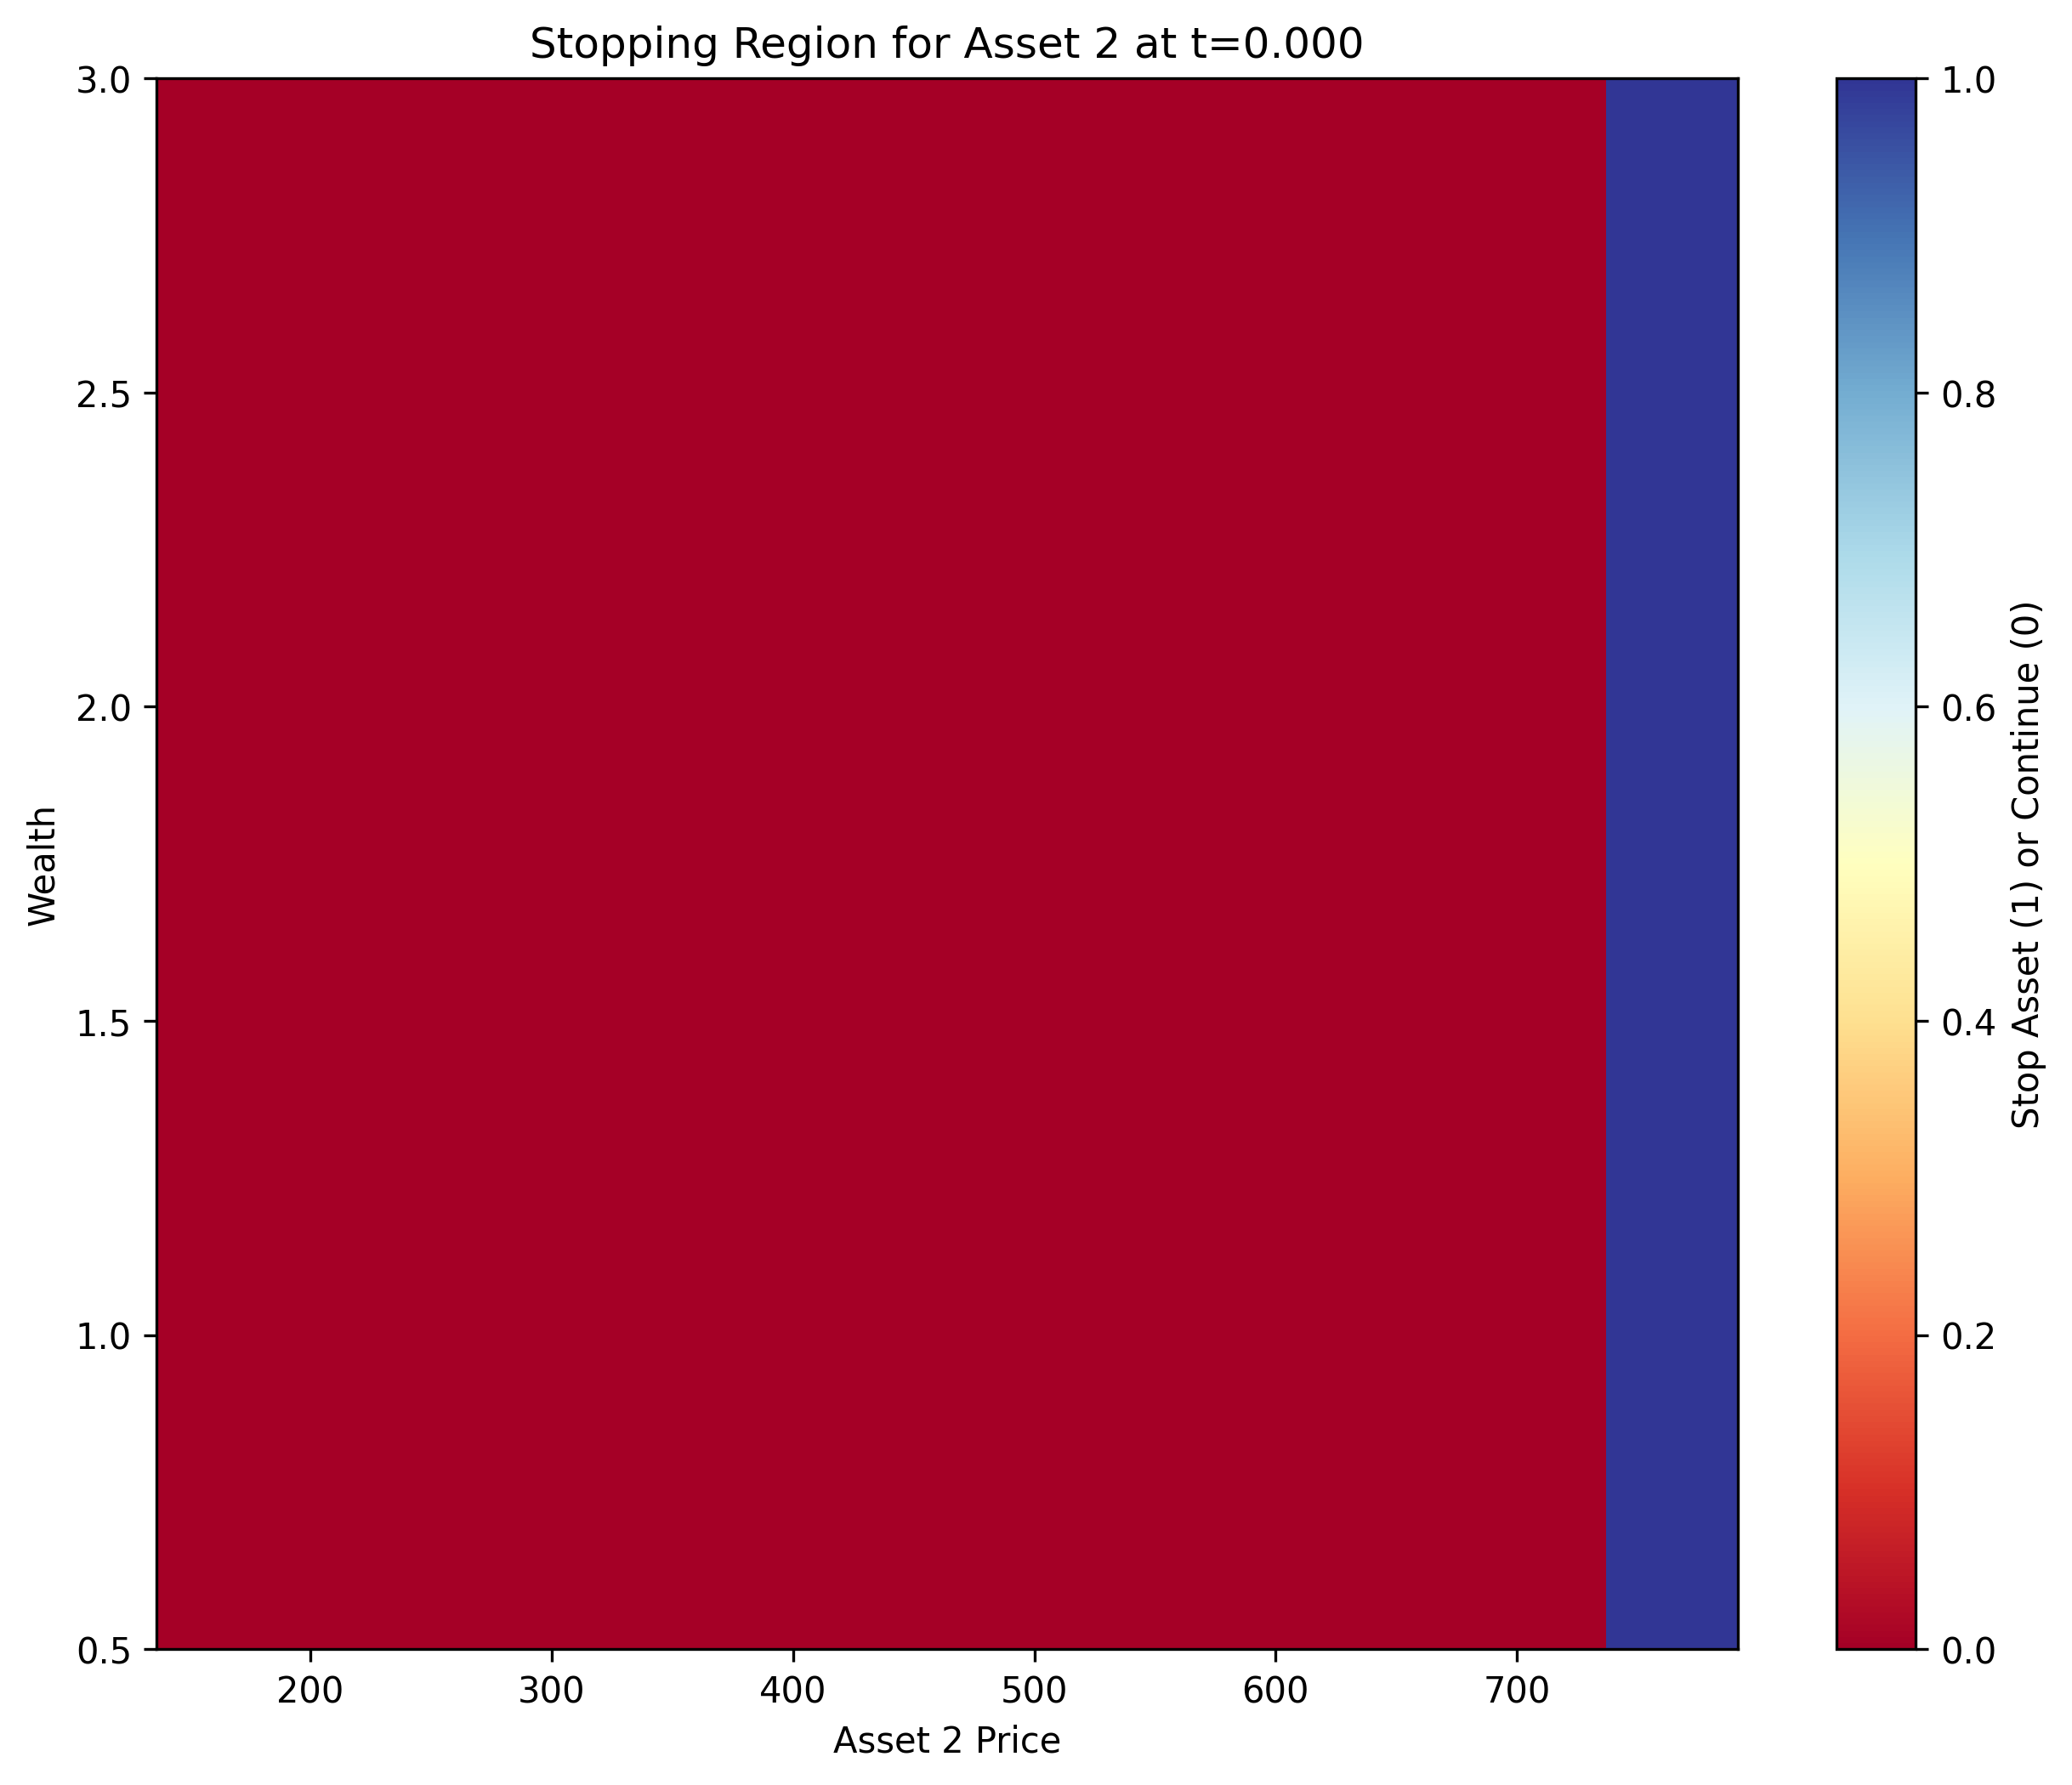 Stopping Region for Asset 2 at t=0.000
3.0
2.5
2.0
1.5
1.0
0.5
Wealth
200 300 400 500 600 700
Asset 2 Price
1.0
0.8
0.6
0.4
0.2
0.0
Stop Asset (1) or Continue (0)